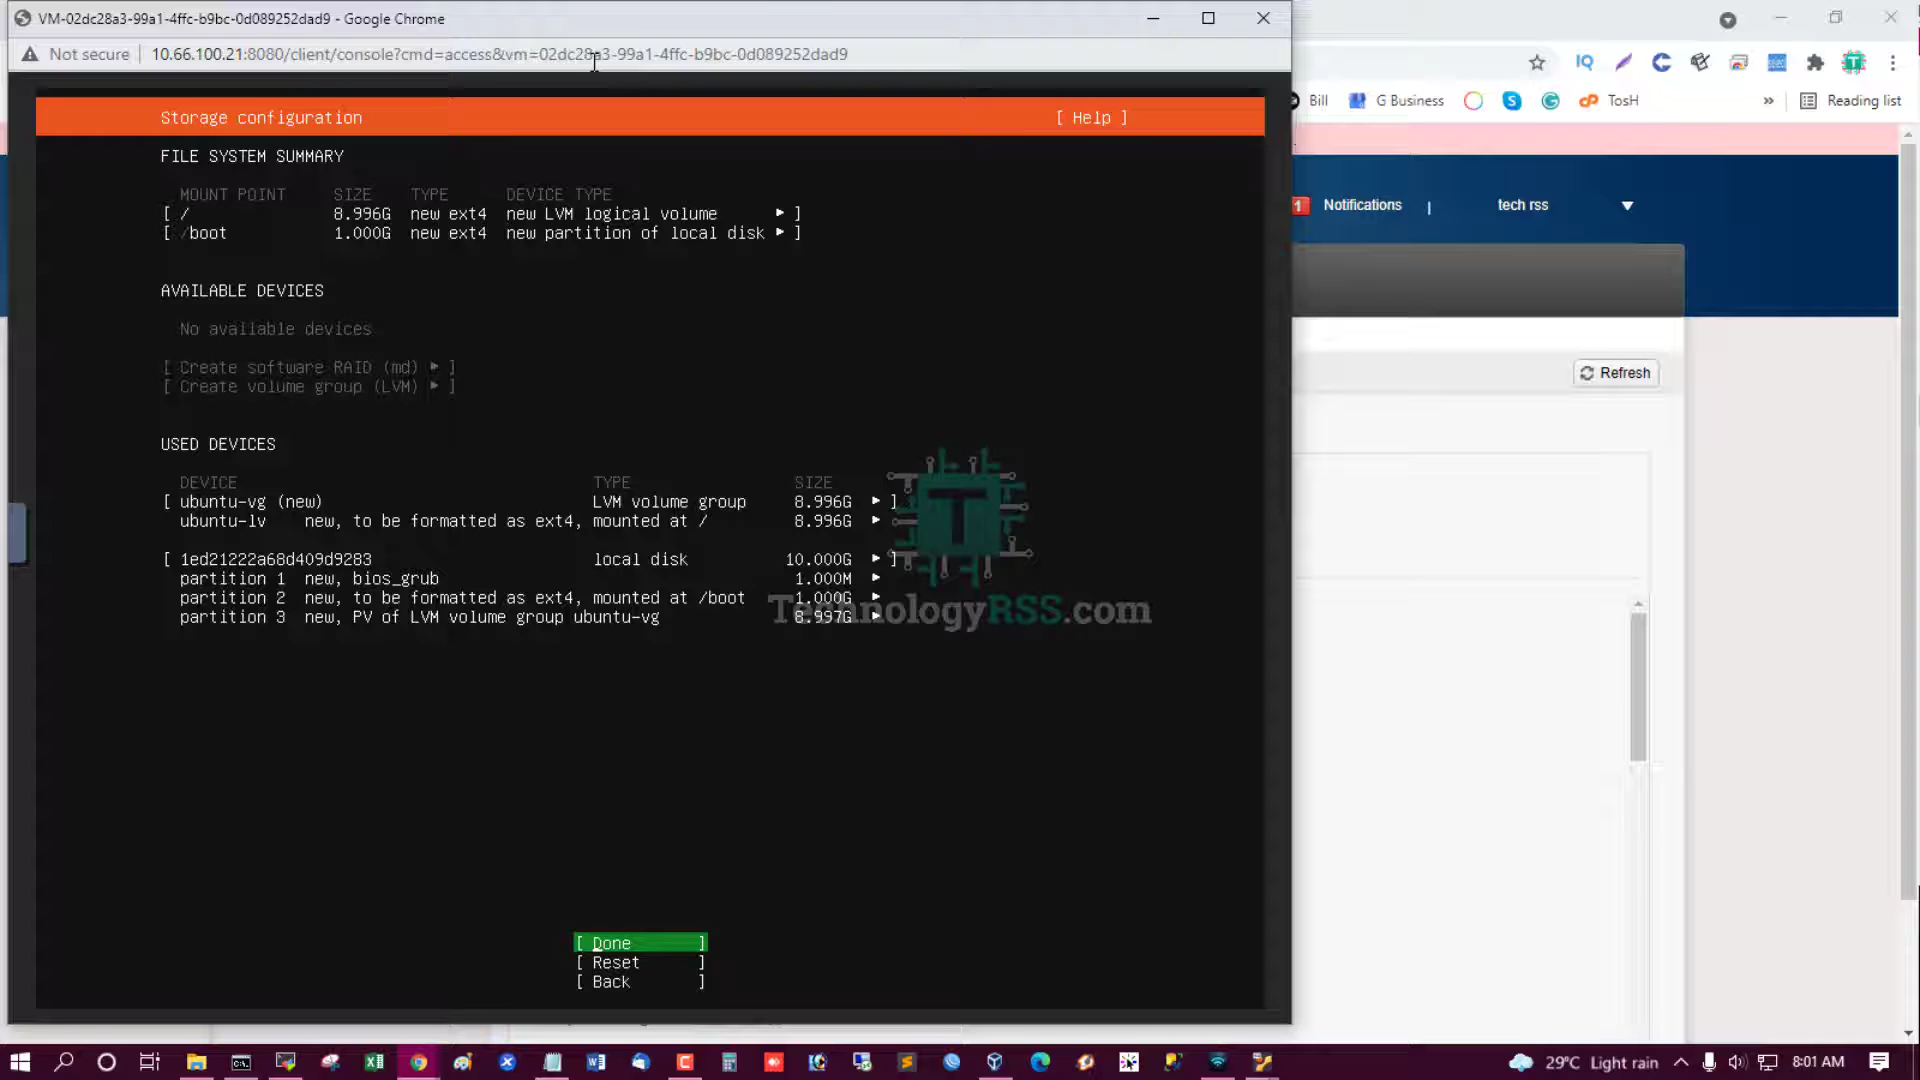 VM-02dc28a3-99a1-4ffc-b9bc-0d089252dad9 - Google Chrome
Not secure 10.66.100.21:8080/client/console?cmd=access&vm=02dc28a3-99a1-4ffc-b9bc-0d089252dad9
IQ
Bill G Business TosH » Reading list
Storage configuration [ Help ]
FILE SYSTEM SUMMARY
MOUNT POINT SIZE TYPE DEVICE TYPE
[ / 8.996G new ext4 new LVM logical volume ▸ ]
[ /boot 1.000G new ext4 new partition of local disk ▸ ]
1 Notifications | tech rss
AVAILABLE DEVICES
No available devices
[ Create software RAID (md) ▸ ]
[ Create volume group (LVM) ▸ ]
Refresh
USED DEVICES
DEVICE TYPE SIZE
[ ubuntu-vg (new) LVM volume group 8.996G ▸ ]
ubuntu-lv new, to be formatted as ext4, mounted at / 8.996G ▸
[ 1ed21222a68d409d9283 local disk 10.000G ▸ ]
partition 1 new, bios_grub 1.000M ▸
partition 2 new, to be formatted as ext4, mounted at /boot 1.000G ▸
partition 3 new, PV of LVM volume group ubuntu-vg 8.997G ▸
TechnologyRSS.com
[ Done ]
[ Reset ]
[ Back ]
29°C Light rain 8:01 AM